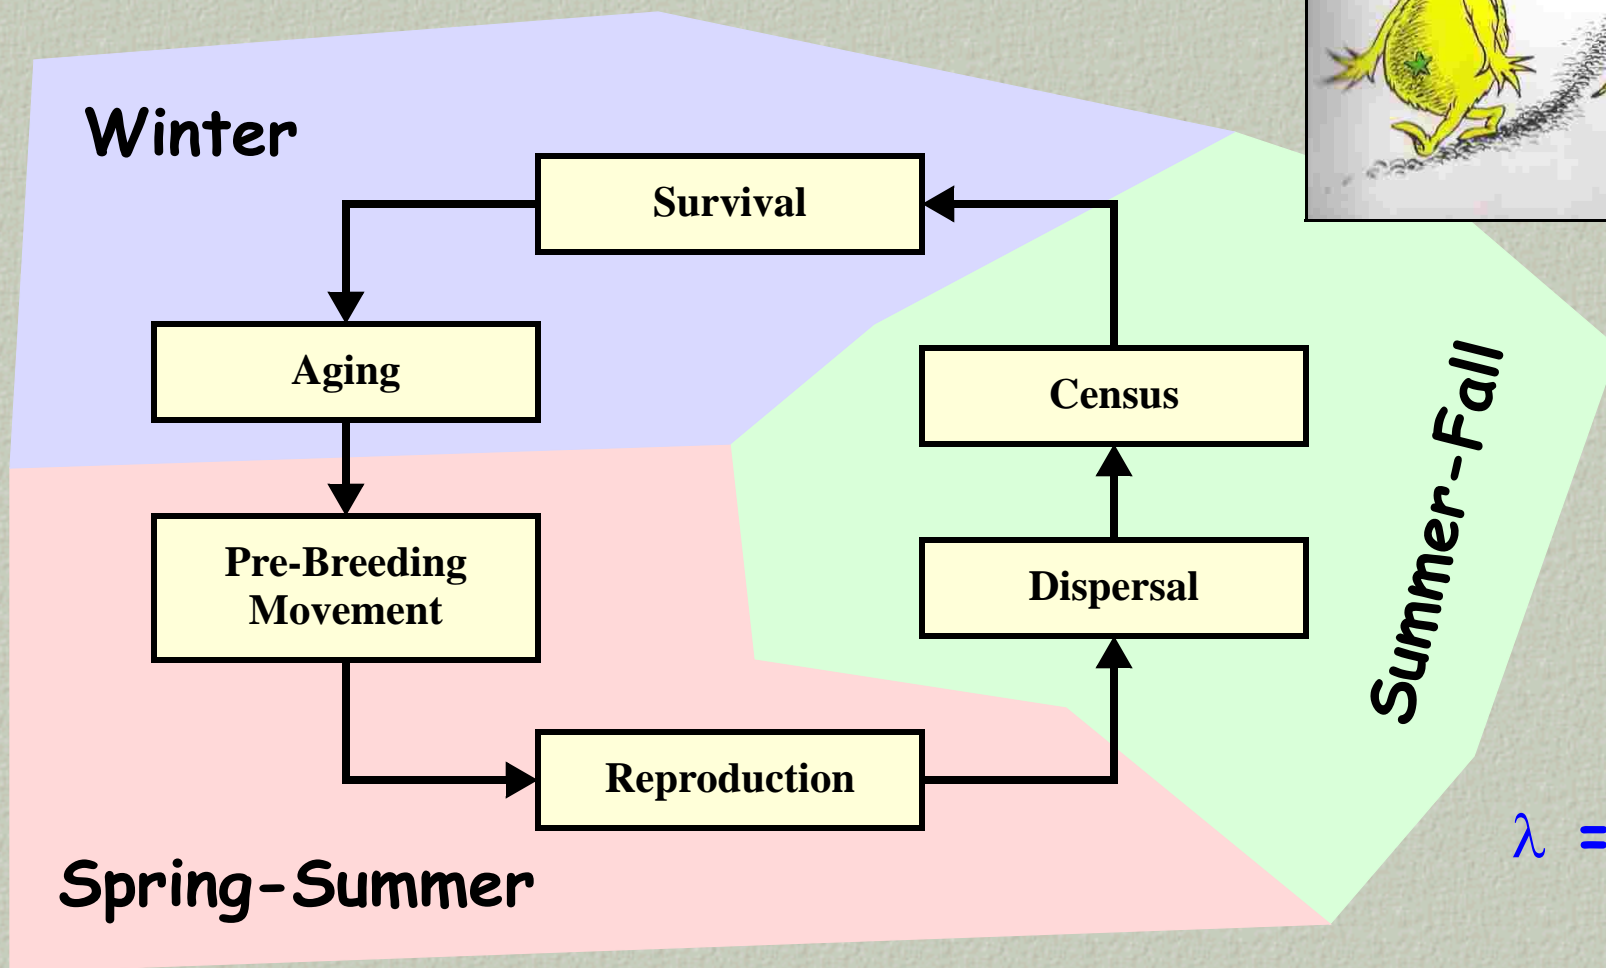 Winter
Survival
Aging
Census
Summer-Fall
Pre-Breeding
Movement
Dispersal
Reproduction
λ =
Spring-Summer